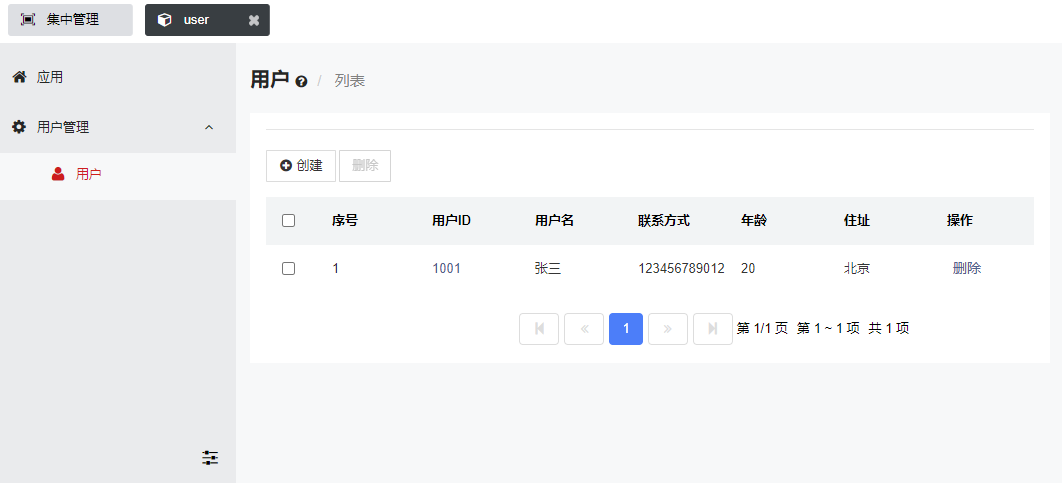 集中管理 user
应用
用户管理
用户
用户 / 列表
创建 删除
序号 用户ID 用户名 联系方式 年龄 住址 操作
1 1001 张三 123456789012 20 北京 删除
1 第 1/1 页 第 1 ~ 1 项 共 1 项